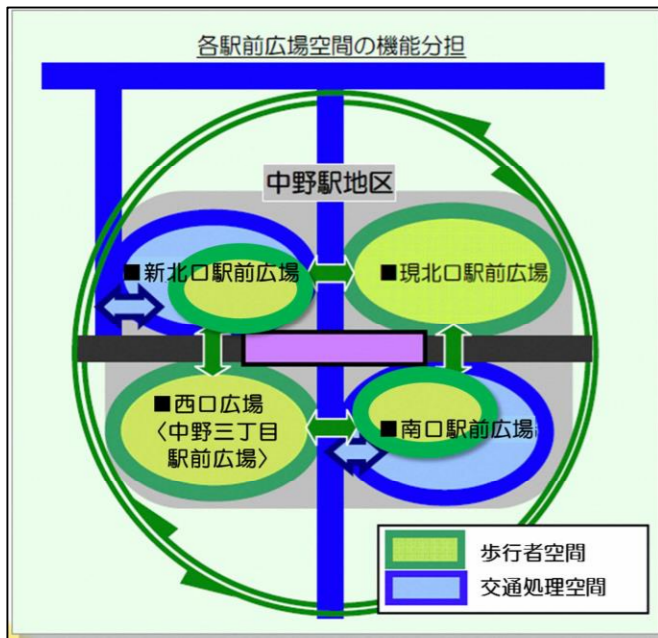 各駅前広場空間の機能分担
中野駅地区
■新北口駅前広場
■現北口駅前広場
■西口広場
〈中野三丁目
駅前広場〉
■南口駅前広場
歩行者空間
交通処理空間